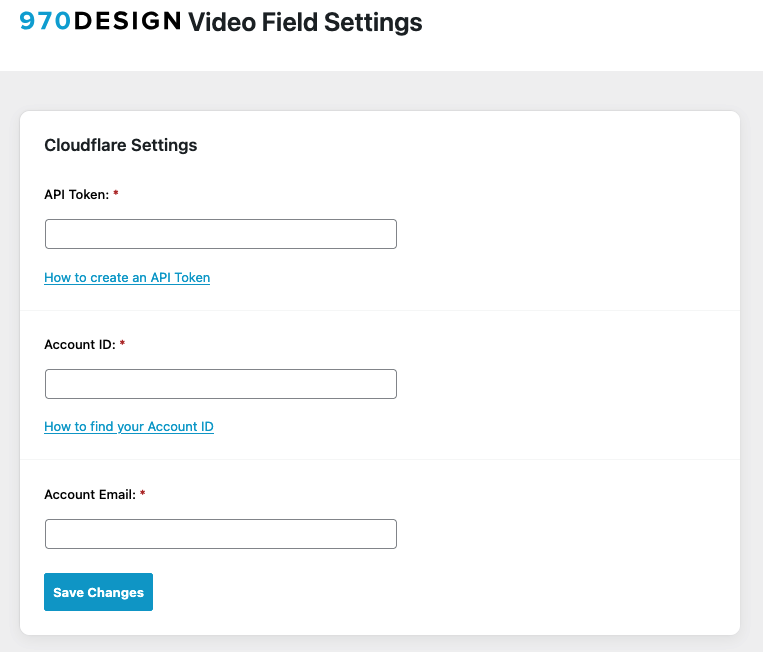 970DESIGN Video Field Settings
Cloudflare Settings
API Token: *
How to create an API Token
Account ID: *
How to find your Account ID
Account Email: *
Save Changes